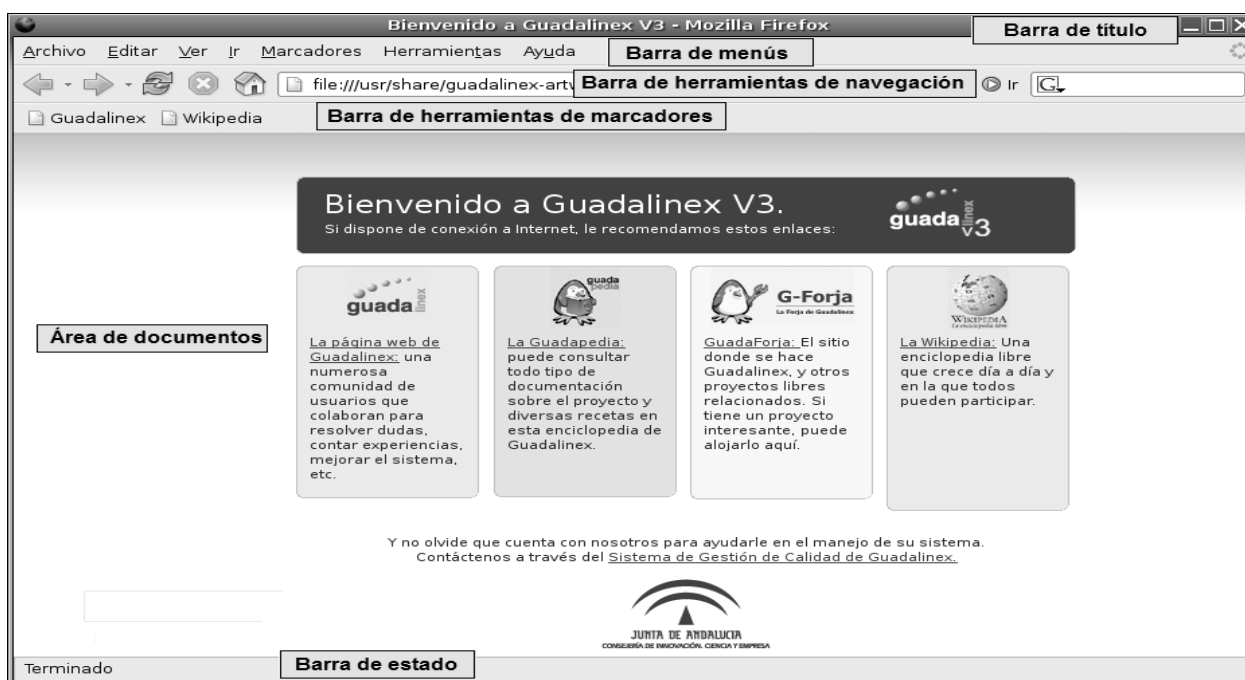 Bienvenido a Guadalinex V3 - Mozilla Firefox
Barra de título
Archivo Editar Ver Ir Marcadores Herramientas Ayuda
Barra de menús
file:///usr/share/guadalinex-artw
Barra de herramientas de navegación
Ir
G
Guadalinex Wikipedia
Barra de herramientas de marcadores
Bienvenido a Guadalinex V3.
Si dispone de conexión a Internet, le recomendamos estos enlaces:
guadalinex v3
Área de documentos
guadalinex
La página web de
Guadalinex: una
numerosa
comunidad de
usuarios que
colaboran para
resolver dudas,
contar experiencias,
mejorar el sistema,
etc.
guada
pedia
La Guadapedia:
puede consultar
todo tipo de
documentación
sobre el proyecto y
diversas recetas en
esta enciclopedia de
Guadalinex.
G-Forja
La Forja de Guadalinex
GuadaForja: El sitio
donde se hace
Guadalinex, y otros
proyectos libres
relacionados. Si
tiene un proyecto
interesante, puede
alojarlo aquí.
WIKIPEDIA
La enciclopedia libre
La Wikipedia: Una
enciclopedia libre
que crece día a día y
en la que todos
pueden participar.
Y no olvide que cuenta con nosotros para ayudarle en el manejo de su sistema.
Contáctenos a través del Sistema de Gestión de Calidad de Guadalinex.
JUNTA DE ANDALUCIA
CONSEJERÍA DE INNOVACIÓN, CIENCIA Y EMPRESA
Terminado
Barra de estado